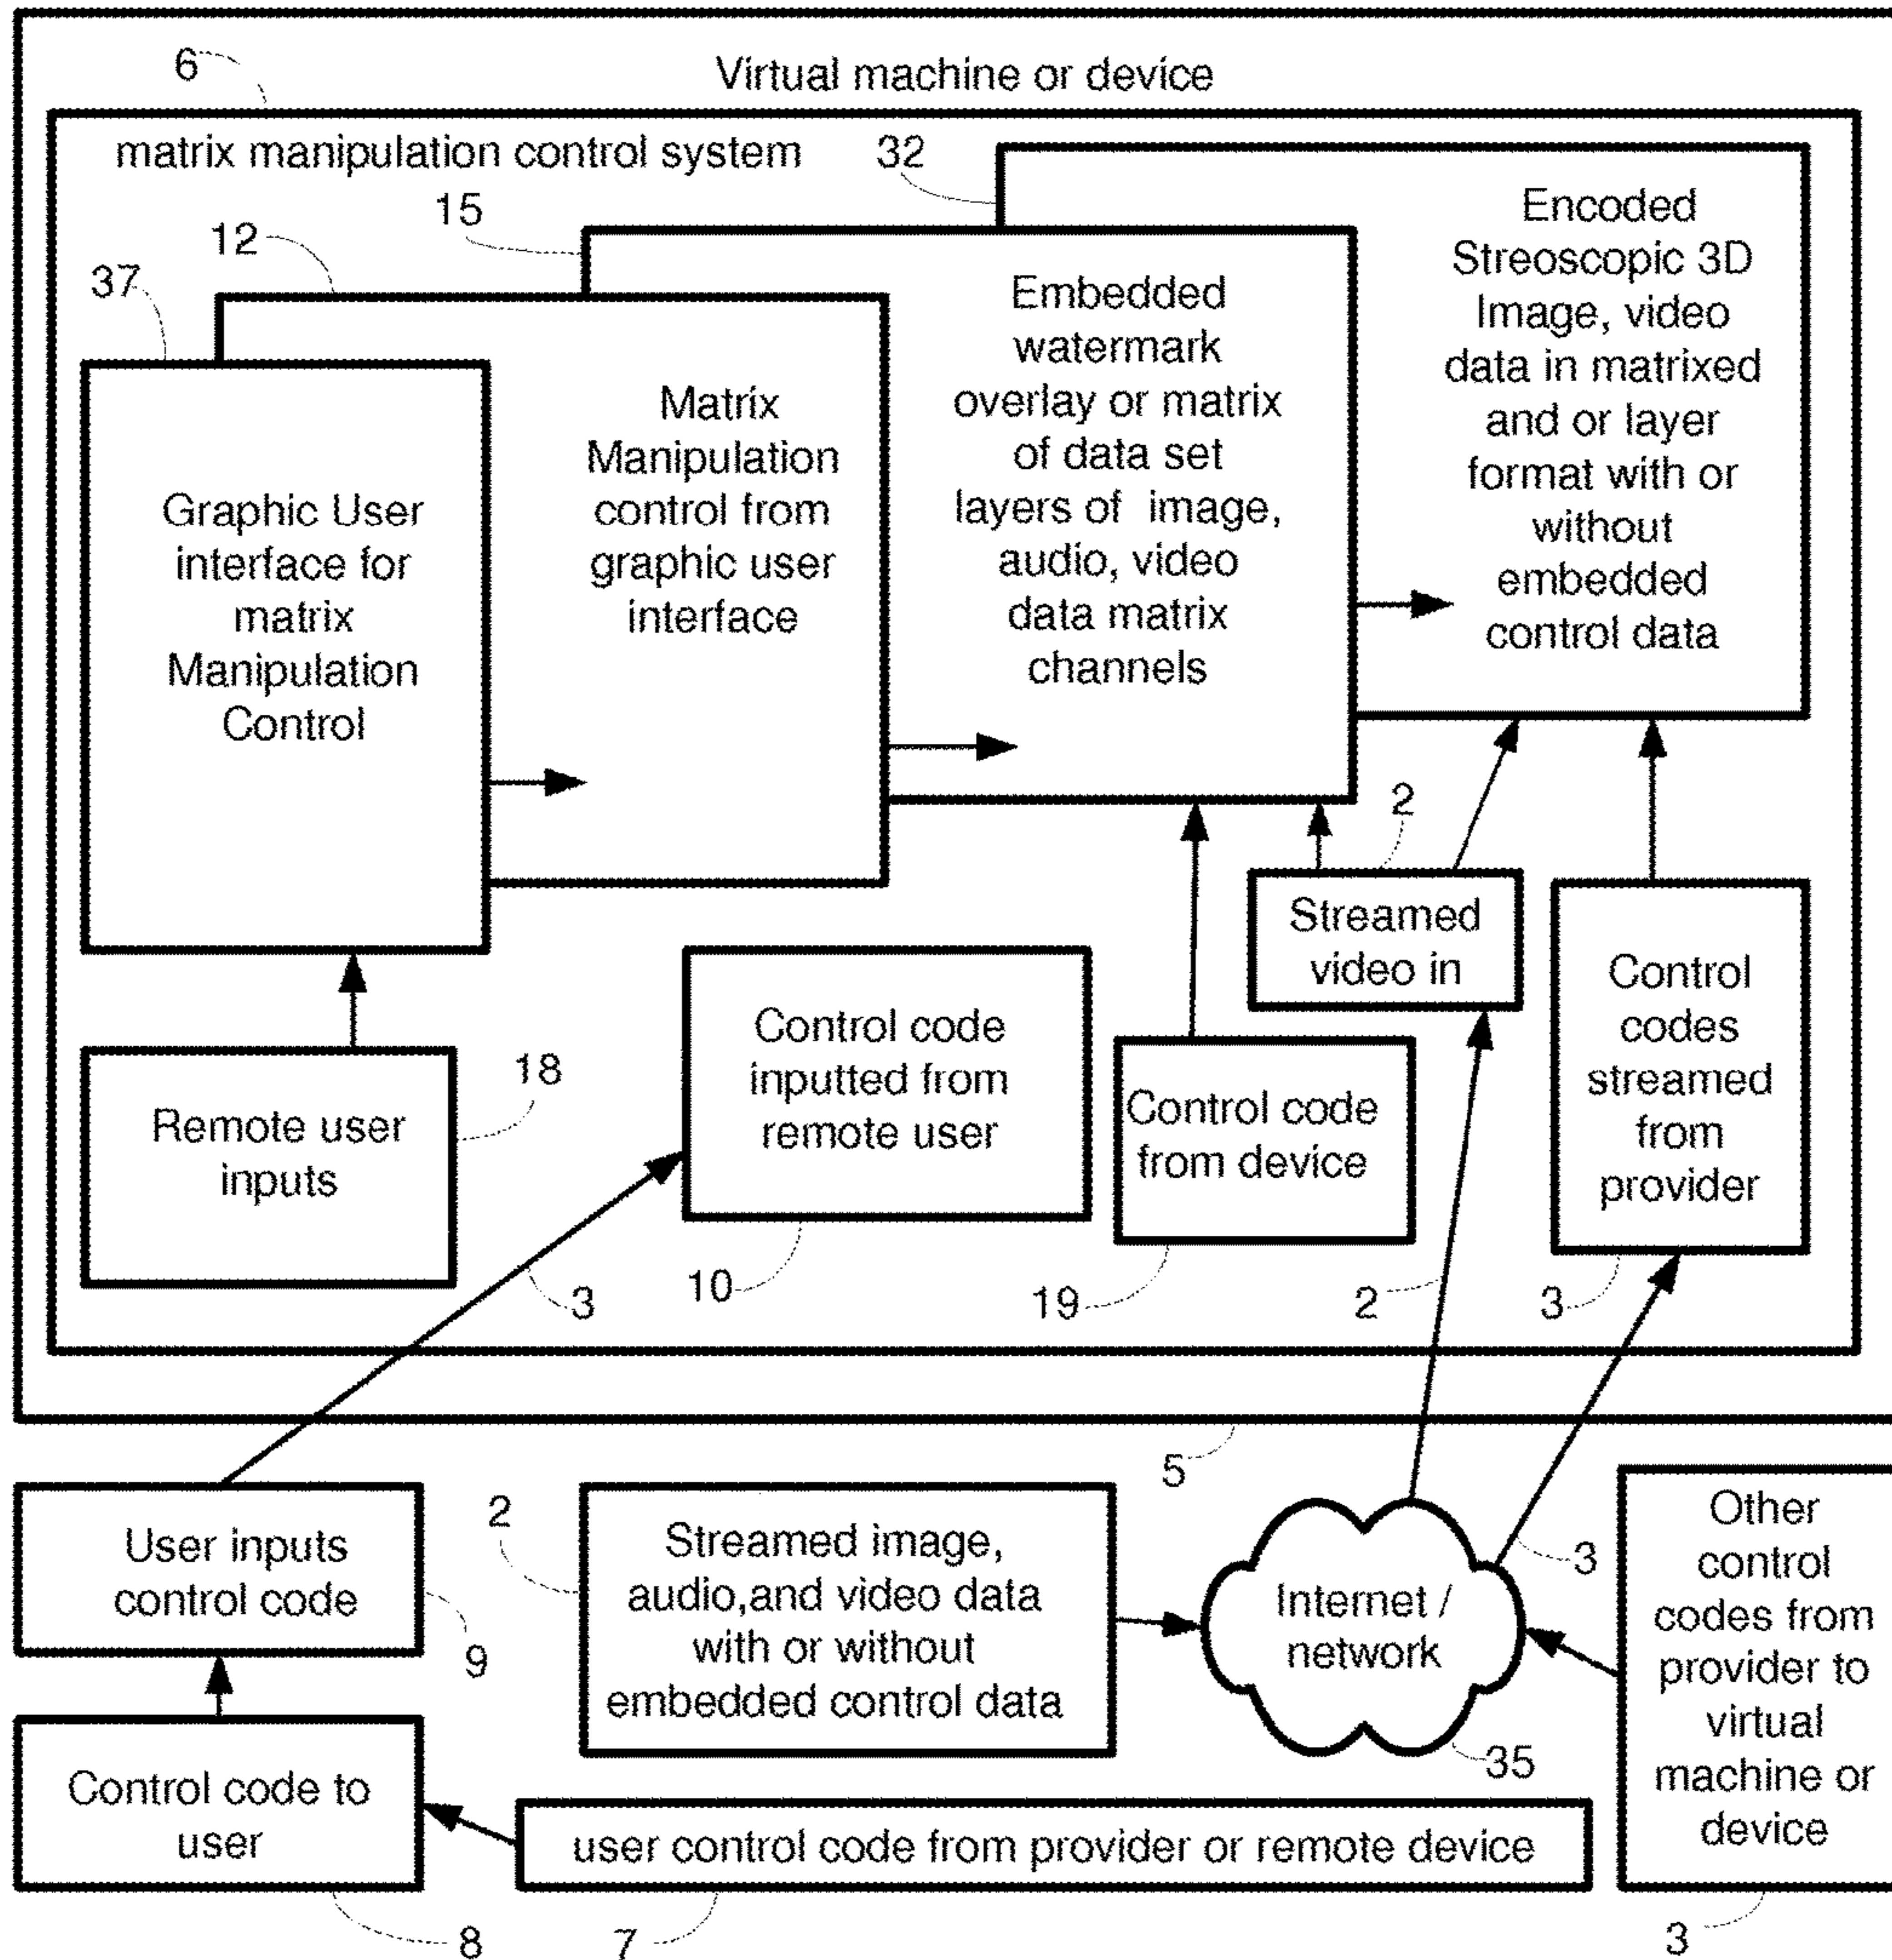 Virtual machine or device
6
matrix manipulation control system
32
15
12
37
Encoded
Streoscopic 3D
Image, video
data in matrixed
and or layer
format with or
without
embedded
control data
Embedded
watermark
overlay or matrix
of data set
layers of image,
audio, video
data matrix
channels
Matrix
Manipulation
control from
graphic user
interface
Graphic User
interface for
matrix
Manipulation
Control
2
Streamed
video in
Control
codes
streamed
from
provider
Control code
inputted from
remote user
Control code
from device
18
Remote user
inputs
3
10
19
2
3
5
User inputs
control code
9
2
Streamed image,
audio,and video data
with or without
embedded control data
Internet /
network
3
35
Other
control
codes from
provider to
virtual
machine or
device
Control code to
user
user control code from provider or remote device
8
7
3